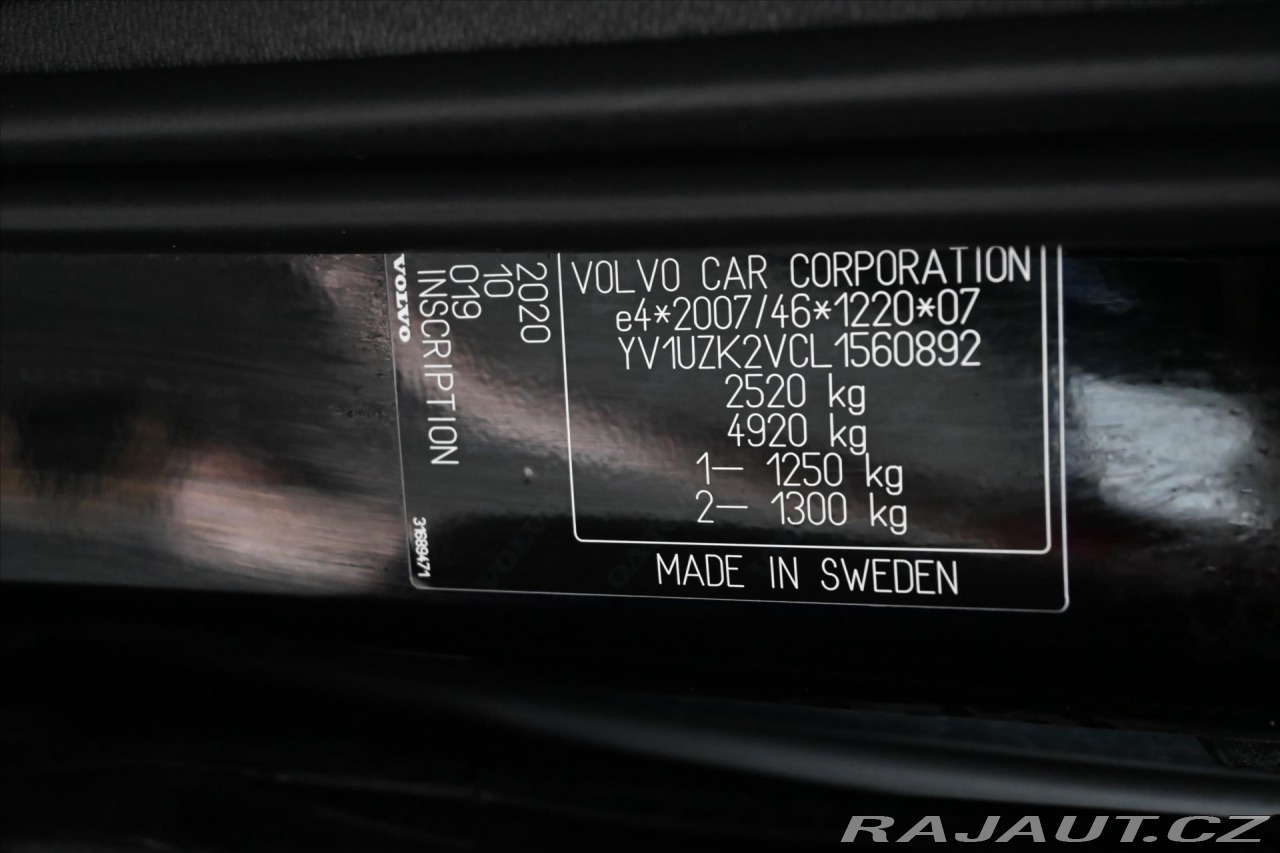 VOLVO CAR CORPORATION
e4*2007/46*1220*07
YV1UZK2VCL1560892
2520 kg
4920 kg
1– 1250 kg
2– 1300 kg
MADE IN SWEDEN
2020
10
019
INSCRIPTION
VOLVO
31689471
RAJAUT.CZ